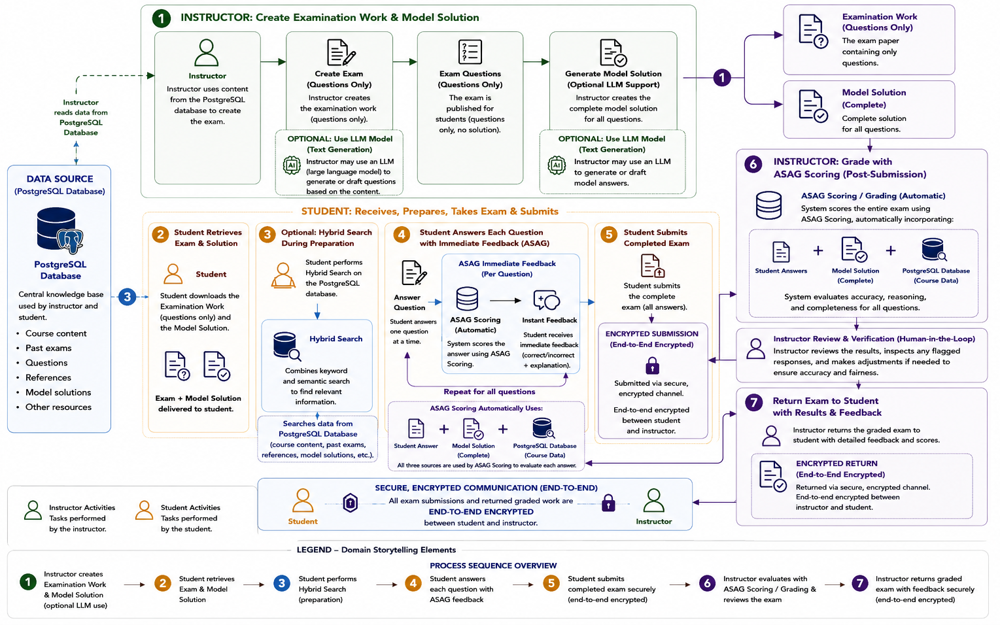 1
INSTRUCTOR: Create Examination Work & Model Solution
Instructor
Instructor uses content
from the PostgreSQL
database to create
the exam.
Create Exam
(Questions Only)
Instructor creates
the examination work
(questions only).
OPTIONAL: Use LLM Model
(Text Generation)
AI
Instructor may use an LLM
(large language model) to
generate or draft questions
based on the content.
Exam Questions
(Questions Only)
The exam is
published for
students (questions
only, no solution).
Generate Model Solution
(Optional LLM Support)
Instructor creates the
complete model solution
for all questions.
OPTIONAL: Use LLM Model
(Text Generation)
AI
Instructor may use an LLM
to generate or draft
model answers.
1
Examination Work
(Questions Only)
The exam paper
containing only
questions.
Model Solution
(Complete)
Complete solution
for all questions.
Instructor
reads data from
PostgreSQL
Database
DATA SOURCE
(PostgreSQL Database)
PostgreSQL
Database
Central knowledge base
used by instructor and
student.
• Course content
• Past exams
• Questions
• References
• Model solutions
• Other resources
3
STUDENT: Receives, Prepares, Takes Exam & Submits
2
Student Retrieves
Exam & Solution
Student
Student downloads the
Examination Work
(questions only) and
the Model Solution.
Exam + Model Solution
delivered to student.
3
Optional: Hybrid Search
During Preparation
Student performs
Hybrid Search on
the PostgreSQL
database.
Hybrid Search
Combines keyword
and semantic search
to find relevant
information.
Searches data from
PostgreSQL Database
(course content, past exams,
references, model solutions, etc.).
4
Student Answers Each Question
with Immediate Feedback (ASAG)
Answer
Question
Student answers
one question
at a time.
ASAG Immediate Feedback
(Per Question)
ASAG Scoring
(Automatic)
System scores the
answer using ASAG
Scoring.
Instant Feedback
Student receives
immediate feedback
(correct/incorrect
+ explanation).
Repeat for all questions
ASAG Scoring Automatically Uses:
+
+
Student Answer
Model Solution
(Complete)
PostgreSQL Database
(Course Data)
All three sources are used by ASAG Scoring to evaluate each answer.
5
Student Submits
Completed Exam
Student submits
the complete
exam (all answers).
ENCRYPTED SUBMISSION
(End-to-End Encrypted)
Submitted via secure,
encrypted channel.
End-to-end encrypted
between student
and instructor.
6
INSTRUCTOR: Grade with
ASAG Scoring (Post-Submission)
ASAG Scoring / Grading (Automatic)
System scores the entire exam using
ASAG Scoring, automatically incorporating:
+
+
Student Answers
Model Solution
(Complete)
PostgreSQL Database
(Course Data)
System evaluates accuracy, reasoning,
and completeness for all questions.
Instructor Review & Verification (Human-in-the-Loop)
Instructor reviews the results, inspects any flagged
responses, and makes adjustments if needed to
ensure accuracy and fairness.
7
Return Exam to Student
with Results & Feedback
Instructor returns the graded exam to
student with detailed feedback and scores.
ENCRYPTED RETURN
(End-to-End Encrypted)
Returned via secure, encrypted channel.
End-to-end encrypted between
instructor and student.
Instructor Activities
Tasks performed
by the instructor.
Student Activities
Tasks performed
by the student.
SECURE, ENCRYPTED COMMUNICATION (END-TO-END)
All exam submissions and returned graded work are
END-TO-END ENCRYPTED
between student and instructor.
Student
Instructor
LEGEND – Domain Storytelling Elements
PROCESS SEQUENCE OVERVIEW
1
Instructor creates
Examination Work
& Model Solution
(optional LLM use)
2
Student retrieves
Exam & Model
Solution
3
Student performs
Hybrid Search
(preparation)
4
Student answers
each question with
ASAG feedback
5
Student submits
completed exam securely
(end-to-end encrypted)
6
Instructor evaluates with
ASAG Scoring / Grading &
reviews the exam
7
Instructor returns graded
exam with feedback securely
(end-to-end encrypted)